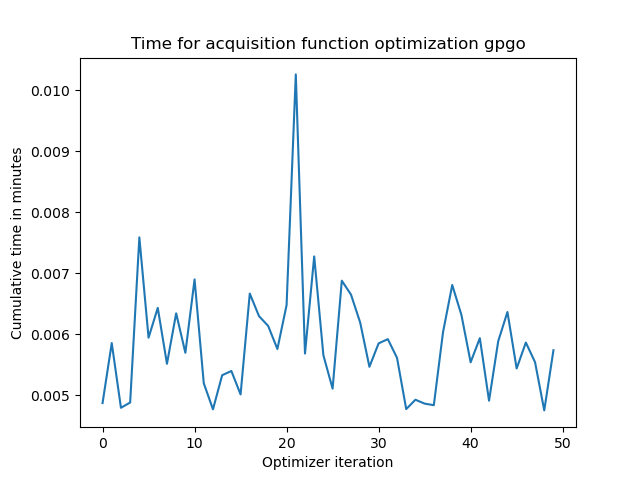 Time for acquisition function optimization gpgo
Cumulative time in minutes
0.010
0.009
0.008
0.007
0.006
0.005
0 10 20 30 40 50
Optimizer iteration